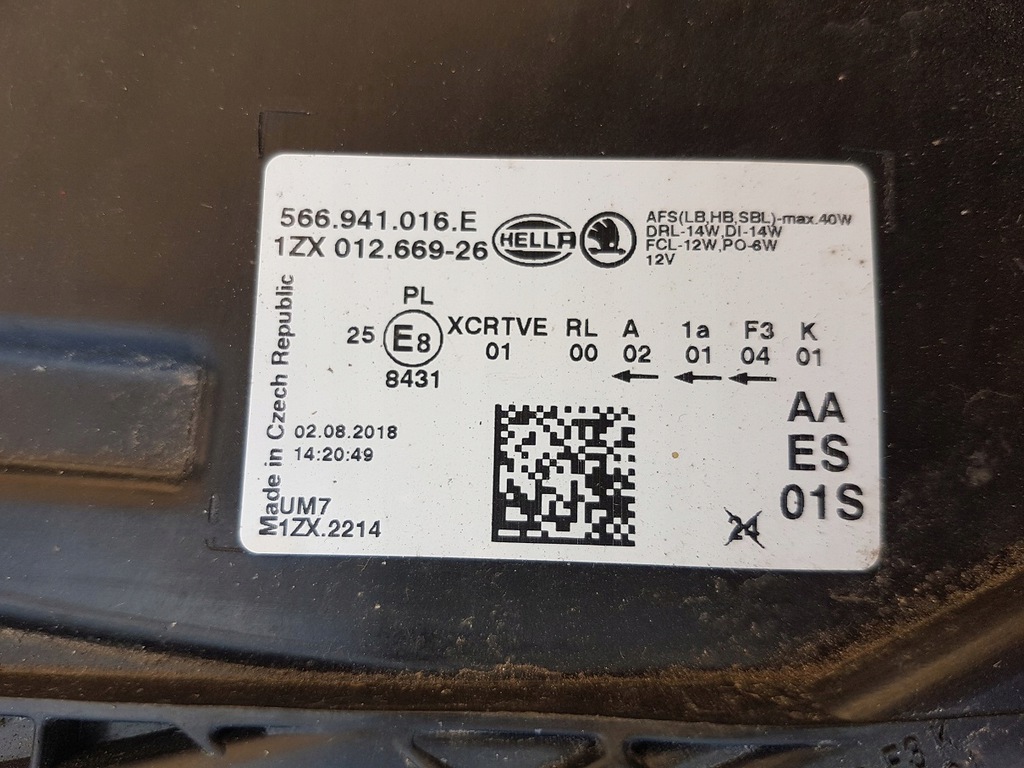 566.941.016.E
1ZX 012.669-26
HELLA
AFS(LB,HB,SBL)-max.40W
DRL-14W,DI-14W
FCL-12W,PO-6W
12V
Made in Czech Republic
PL
25 E8 XCRTVE RL A 1a F3 K
01 00 02 01 04 01
8431
02.08.2018
14:20:49
UM7
1ZX.2214
AA
ES
01S
24
F3 K